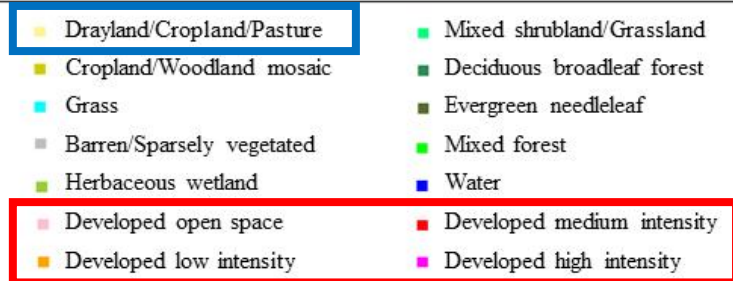 Drayland/Cropland/Pasture
Cropland/Woodland mosaic
Grass
Barren/Sparsely vegetated
Herbaceous wetland
Developed open space
Developed low intensity
Mixed shrubland/Grassland
Deciduous broadleaf forest
Evergreen needleleaf
Mixed forest
Water
Developed medium intensity
Developed high intensity